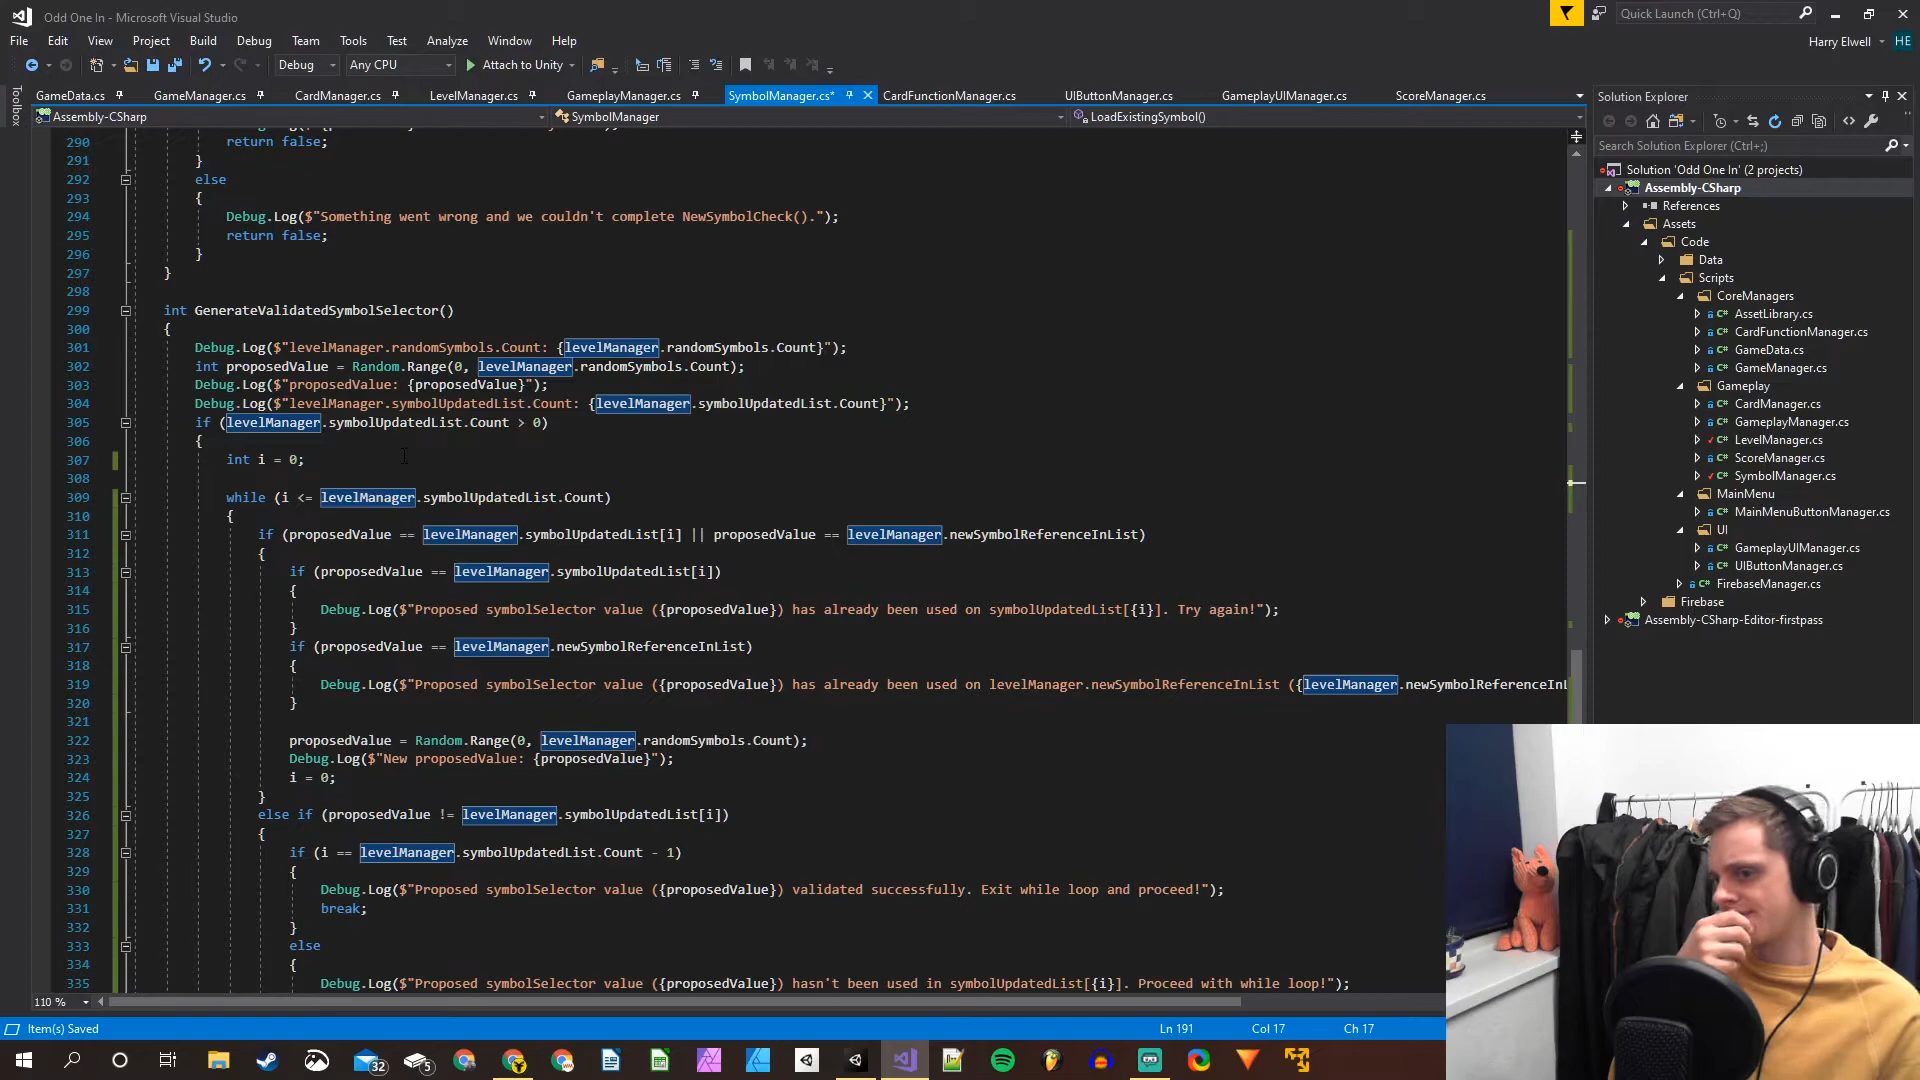 Odd One In - Microsoft Visual Studio
Quick Launch (Ctrl+Q)
File Edit View Project Build Debug Team Tools Test Analyze Window Help
Harry Elwell HE
Debug Any CPU Attach to Unity
Toolbox
GameData.cs GameManager.cs CardManager.cs LevelManager.cs GameplayManager.cs SymbolManager.cs* CardFunctionManager.cs UIButtonManager.cs GameplayUIManager.cs ScoreManager.cs
Assembly-CSharp SymbolManager LoadExistingSymbol()
290 return false;
291 }
292 else
293 {
294 Debug.Log($"Something went wrong and we couldn't complete NewSymbolCheck().");
295 return false;
296 }
297 }
298
299 int GenerateValidatedSymbolSelector()
300 {
301 Debug.Log($"levelManager.randomSymbols.Count: {levelManager.randomSymbols.Count}");
302 int proposedValue = Random.Range(0, levelManager.randomSymbols.Count);
303 Debug.Log($"proposedValue: {proposedValue}");
304 Debug.Log($"levelManager.symbolUpdatedList.Count: {levelManager.symbolUpdatedList.Count}");
305 if (levelManager.symbolUpdatedList.Count > 0)
306 {
307 int i = 0;
308
309 while (i <= levelManager.symbolUpdatedList.Count)
310 {
311 if (proposedValue == levelManager.symbolUpdatedList[i] || proposedValue == levelManager.newSymbolReferenceInList)
312 {
313 if (proposedValue == levelManager.symbolUpdatedList[i])
314 {
315 Debug.Log($"Proposed symbolSelector value ({proposedValue}) has already been used on symbolUpdatedList[{i}]. Try again!");
316 }
317 if (proposedValue == levelManager.newSymbolReferenceInList)
318 {
319 Debug.Log($"Proposed symbolSelector value ({proposedValue}) has already been used on levelManager.newSymbolReferenceInList ({levelManager.newSymbolReferenceInL
320 }
321
322 proposedValue = Random.Range(0, levelManager.randomSymbols.Count);
323 Debug.Log($"New proposedValue: {proposedValue}");
324 i = 0;
325 }
326 else if (proposedValue != levelManager.symbolUpdatedList[i])
327 {
328 if (i == levelManager.symbolUpdatedList.Count - 1)
329 {
330 Debug.Log($"Proposed symbolSelector value ({proposedValue}) validated successfully. Exit while loop and proceed!");
331 break;
332 }
333 else
334 {
335 Debug.Log($"Proposed symbolSelector value ({proposedValue}) hasn't been used in symbolUpdatedList[{i}]. Proceed with while loop!");
110 %
Solution Explorer
Search Solution Explorer (Ctrl+;)
Solution 'Odd One In' (2 projects)
Assembly-CSharp
References
Assets
Code
Data
Scripts
CoreManagers
C# AssetLibrary.cs
C# CardFunctionManager.cs
C# GameData.cs
C# GameManager.cs
Gameplay
C# CardManager.cs
C# GameplayManager.cs
C# LevelManager.cs
C# ScoreManager.cs
C# SymbolManager.cs
MainMenu
C# MainMenuButtonManager.cs
UI
C# GameplayUIManager.cs
C# UIButtonManager.cs
C# FirebaseManager.cs
Firebase
Assembly-CSharp-Editor-firstpass
Item(s) Saved Ln 191 Col 17 Ch 17
32 5